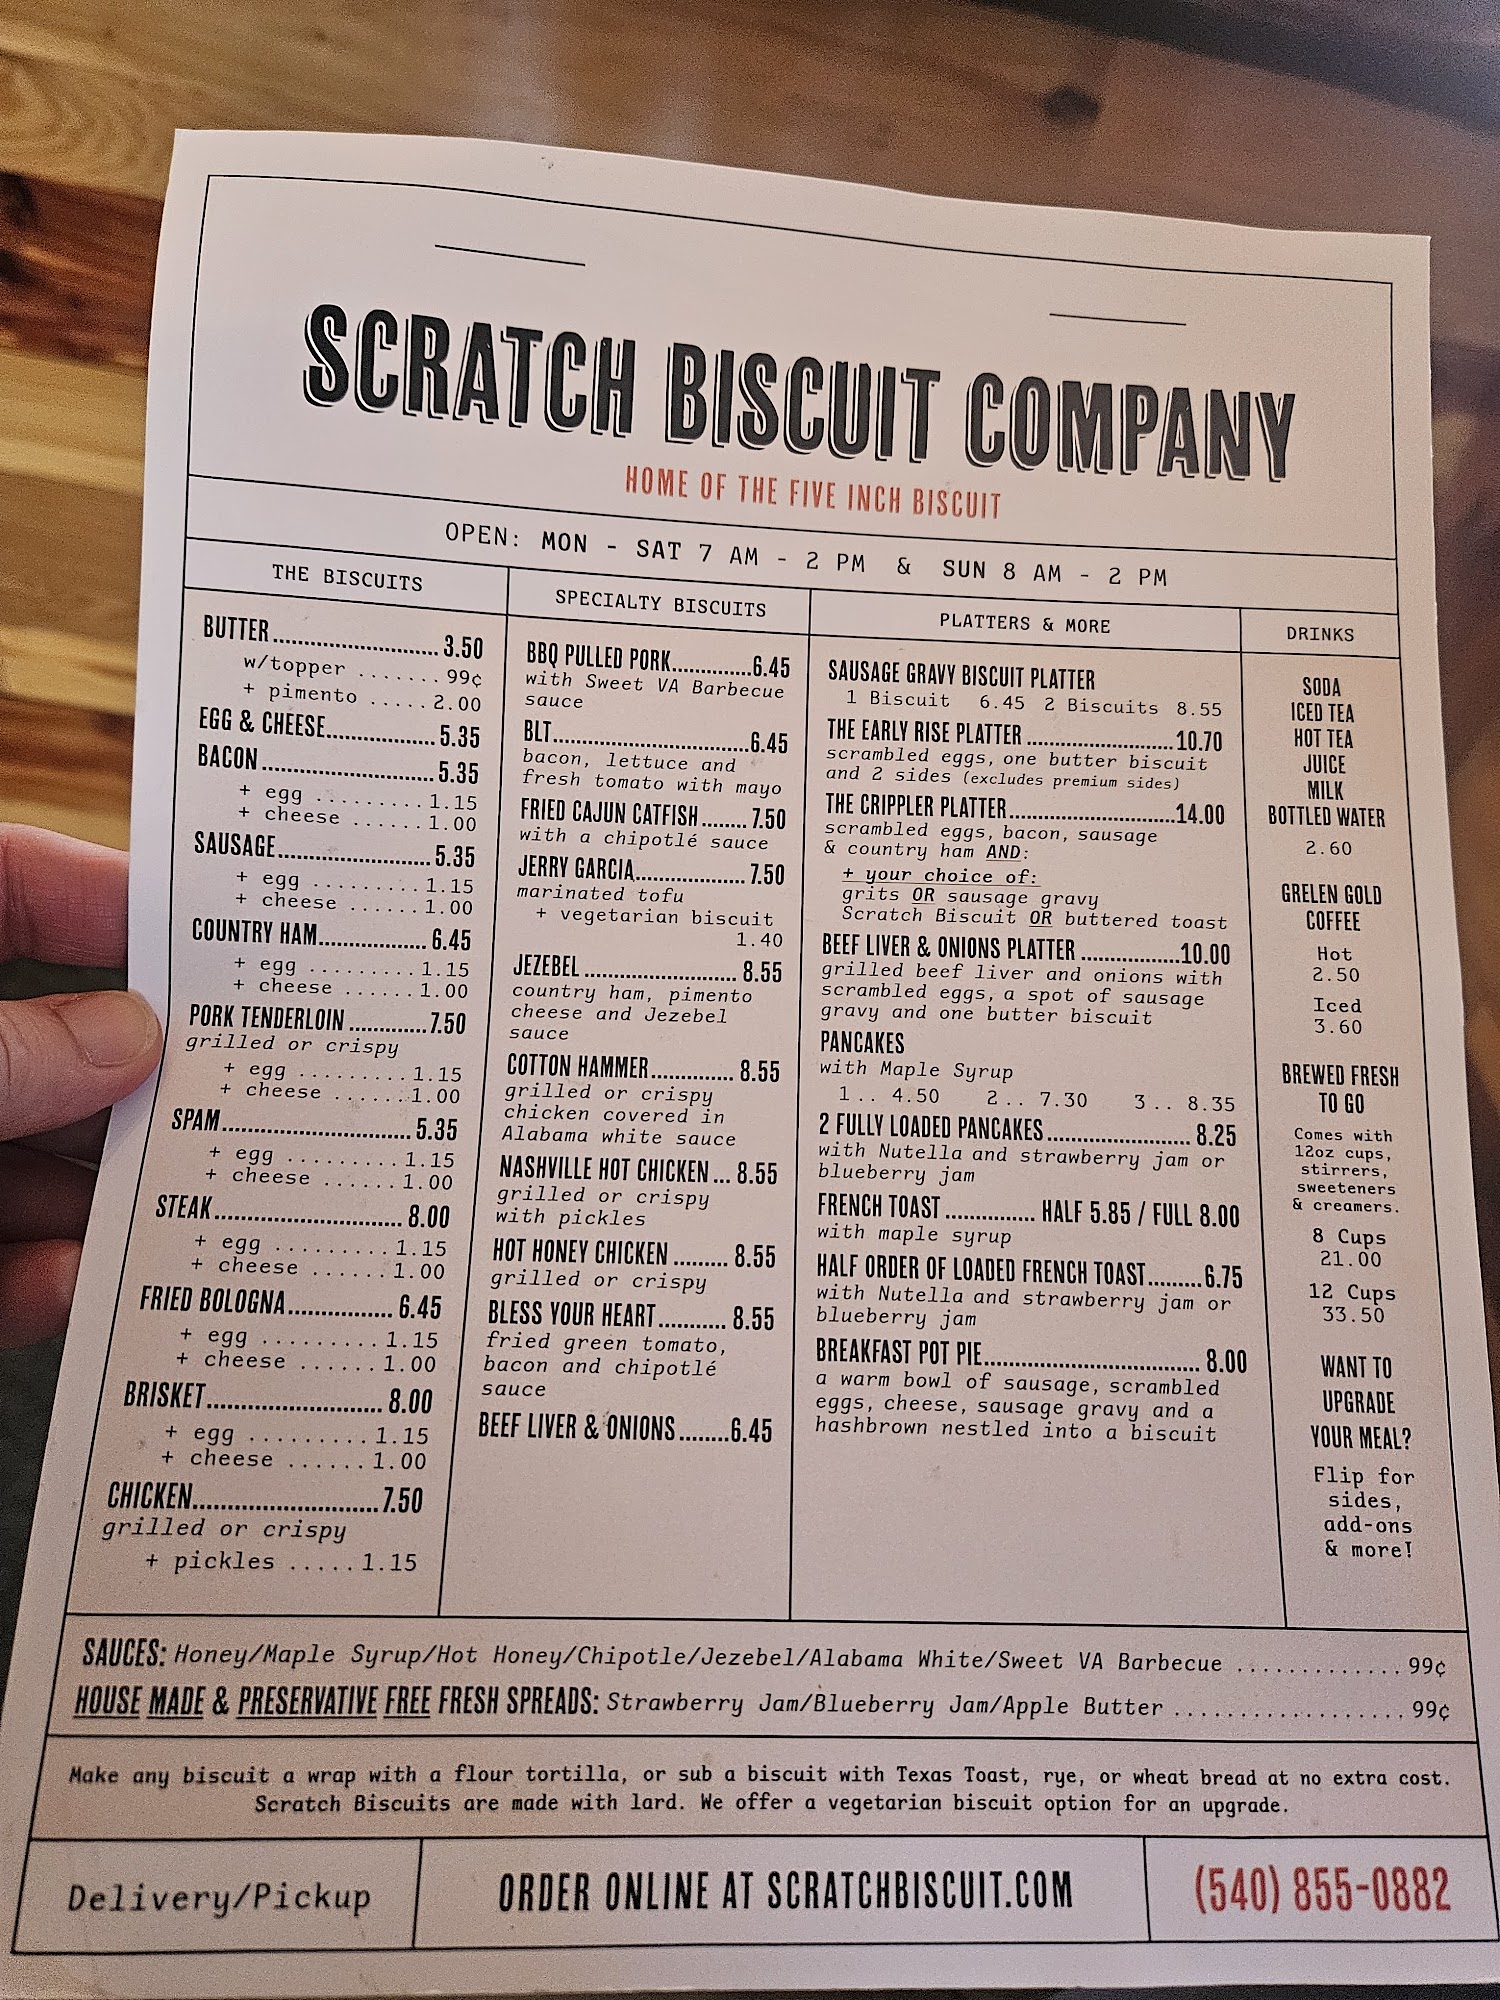 SCRATCH BISCUIT COMPANY
HOME OF THE FIVE INCH BISCUIT
OPEN: MON - SAT 7 AM - 2 PM & SUN 8 AM - 2 PM
THE BISCUITS
BUTTER.......................3.50
w/topper .......99¢
+ pimento .....2.00
EGG & CHEESE...............5.35
BACON.......................5.35
+ egg .........1.15
+ cheese ......1.00
SAUSAGE.....................5.35
+ egg .........1.15
+ cheese ......1.00
COUNTRY HAM................6.45
+ egg .........1.15
+ cheese ......1.00
PORK TENDERLOIN ............7.50
grilled or crispy
+ egg .........1.15
+ cheese ......1.00
SPAM........................5.35
+ egg .........1.15
+ cheese ......1.00
STEAK.......................8.00
+ egg .........1.15
+ cheese ......1.00
FRIED BOLOGNA...............6.45
+ egg .........1.15
+ cheese ......1.00
BRISKET.....................8.00
+ egg .........1.15
+ cheese ......1.00
CHICKEN.....................7.50
grilled or crispy
+ pickles .....1.15
SPECIALTY BISCUITS
BBQ PULLED PORK............6.45
with Sweet VA Barbecue
sauce
BLT.........................6.45
bacon, lettuce and
fresh tomato with mayo
FRIED CAJUN CATFISH........7.50
with a chipotlé sauce
JERRY GARCIA................7.50
marinated tofu
+ vegetarian biscuit
1.40
JEZEBEL .....................8.55
country ham, pimento
cheese and Jezebel
sauce
COTTON HAMMER..............8.55
grilled or crispy
chicken covered in
Alabama white sauce
NASHVILLE HOT CHICKEN...8.55
grilled or crispy
with pickles
HOT HONEY CHICKEN .........8.55
grilled or crispy
BLESS YOUR HEART...........8.55
fried green tomato,
bacon and chipotlé
sauce
BEEF LIVER & ONIONS........6.45
PLATTERS & MORE
SAUSAGE GRAVY BISCUIT PLATTER
1 Biscuit 6.45 2 Biscuits 8.55
THE EARLY RISE PLATTER ......................10.70
scrambled eggs, one butter biscuit
and 2 sides (excludes premium sides)
THE CRIPPLER PLATTER.........................14.00
scrambled eggs, bacon, sausage
& country ham AND:
+ your choice of:
grits OR sausage gravy
Scratch Biscuit OR buttered toast
BEEF LIVER & ONIONS PLATTER ...............10.00
grilled beef liver and onions with
scrambled eggs, a spot of sausage
gravy and one butter biscuit
PANCAKES
with Maple Syrup
1.. 4.50 2.. 7.30 3.. 8.35
2 FULLY LOADED PANCAKES.....................8.25
with Nutella and strawberry jam or
blueberry jam
FRENCH TOAST .............. HALF 5.85 / FULL 8.00
with maple syrup
HALF ORDER OF LOADED FRENCH TOAST.........6.75
with Nutella and strawberry jam or
blueberry jam
BREAKFAST POT PIE................................8.00
a warm bowl of sausage, scrambled
eggs, cheese, sausage gravy and a
hashbrown nestled into a biscuit
DRINKS
SODA
ICED TEA
HOT TEA
JUICE
MILK
BOTTLED WATER
2.60
GRELEN GOLD
COFFEE
Hot
2.50
Iced
3.60
BREWED FRESH
TO GO
Comes with
12oz cups,
stirrers,
sweeteners
& creamers.
8 Cups
21.00
12 Cups
33.50
WANT TO
UPGRADE
YOUR MEAL?
Flip for
sides,
add-ons
& more!
SAUCES: Honey/Maple Syrup/Hot Honey/Chipotle/Jezebel/Alabama White/Sweet VA Barbecue .............99¢
HOUSE MADE & PRESERVATIVE FREE FRESH SPREADS: Strawberry Jam/Blueberry Jam/Apple Butter ..................99¢
Make any biscuit a wrap with a flour tortilla, or sub a biscuit with Texas Toast, rye, or wheat bread at no extra cost.
Scratch Biscuits are made with lard. We offer a vegetarian biscuit option for an upgrade.
Delivery/Pickup
ORDER ONLINE AT SCRATCHBISCUIT.COM
(540) 855-0882